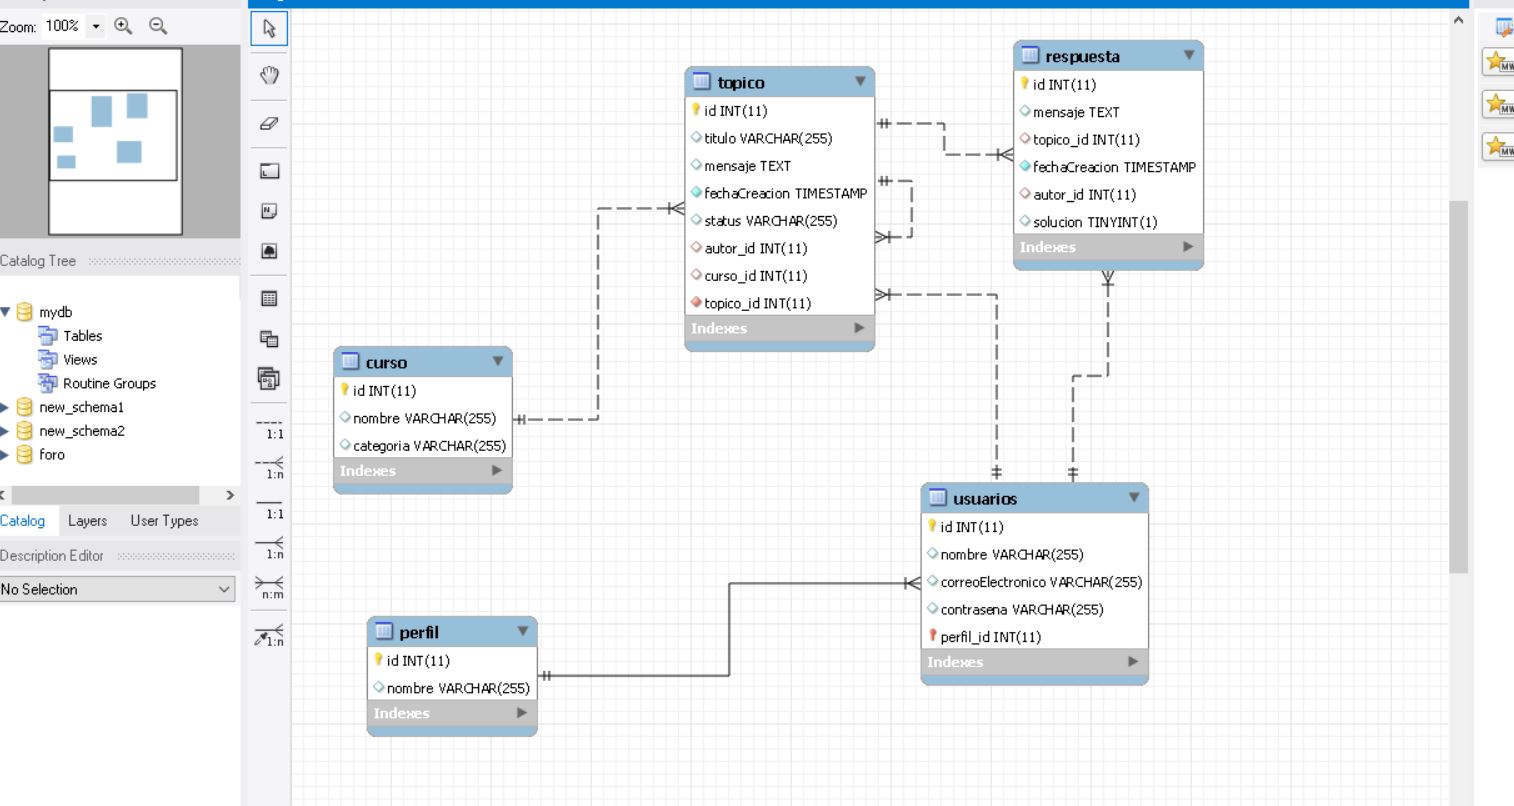 Zoom: 100%
Catalog Tree
mydb
Tables
Views
Routine Groups
new_schema1
new_schema2
foro
Catalog Layers User Types
Description Editor
No Selection
1:1
1:n
1:1
1:n
n:m
1:n
topico
id INT(11)
titulo VARCHAR(255)
mensaje TEXT
fechaCreacion TIMESTAMP
status VARCHAR(255)
autor_id INT(11)
curso_id INT(11)
topico_id INT(11)
Indexes
respuesta
id INT(11)
mensaje TEXT
topico_id INT(11)
fechaCreacion TIMESTAMP
autor_id INT(11)
solucion TINYINT(1)
Indexes
curso
id INT(11)
nombre VARCHAR(255)
categoria VARCHAR(255)
Indexes
usuarios
id INT(11)
nombre VARCHAR(255)
correoElectronico VARCHAR(255)
contrasena VARCHAR(255)
perfil_id INT(11)
Indexes
perfil
id INT(11)
nombre VARCHAR(255)
Indexes